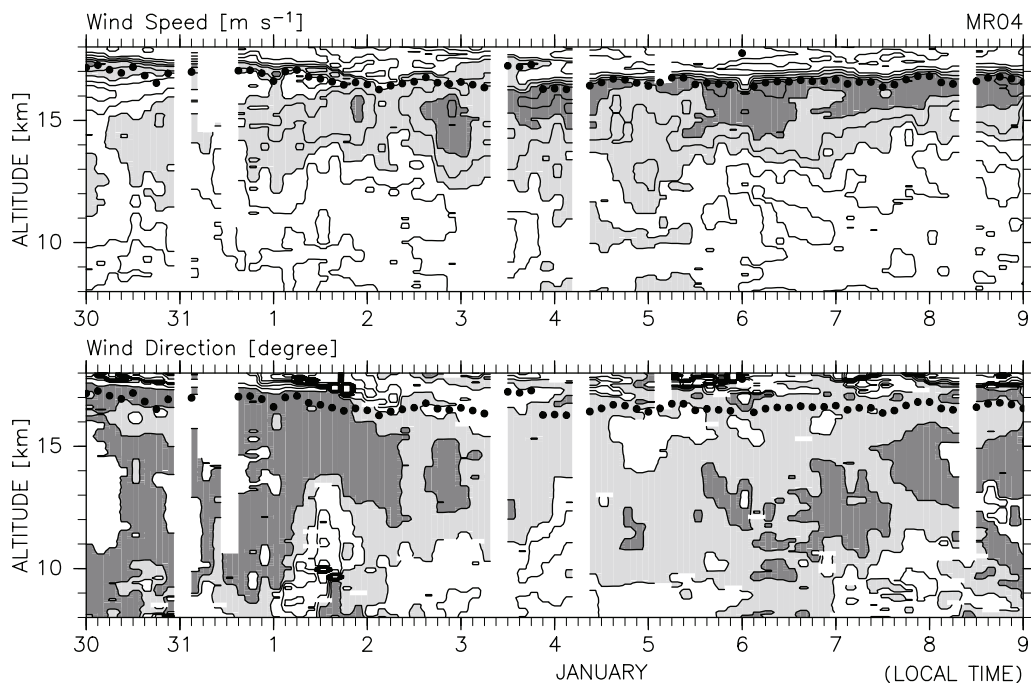 Wind Speed [m s⁻¹] MR04
ALTITUDE [km]
15
10
30 31 1 2 3 4 5 6 7 8 9
Wind Direction [degree]
ALTITUDE [km]
15
10
30 31 1 2 3 4 5 6 7 8 9
JANUARY (LOCAL TIME)